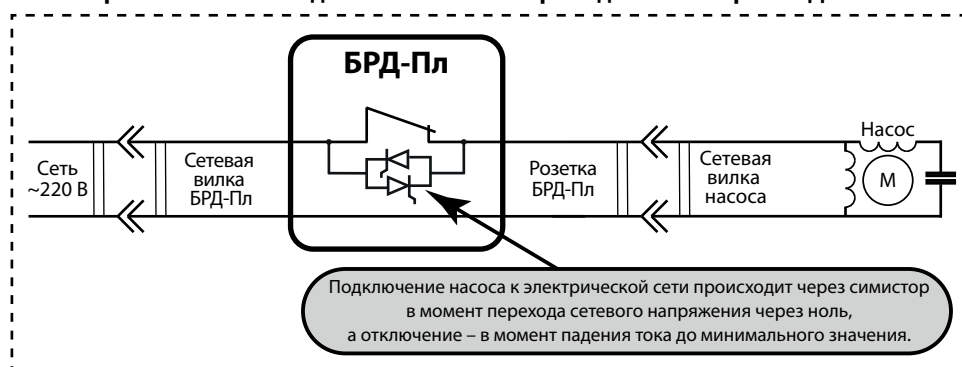 БРД-Пл
Сеть
~220 В
Сетевая
вилка
БРД-Пл
Розетка
БРД-Пл
Сетевая
вилка
насоса
Насос
М
Подключение насоса к электрической сети происходит через симистор
в момент перехода сетевого напряжения через ноль,
а отключение – в момент падения тока до минимального значения.